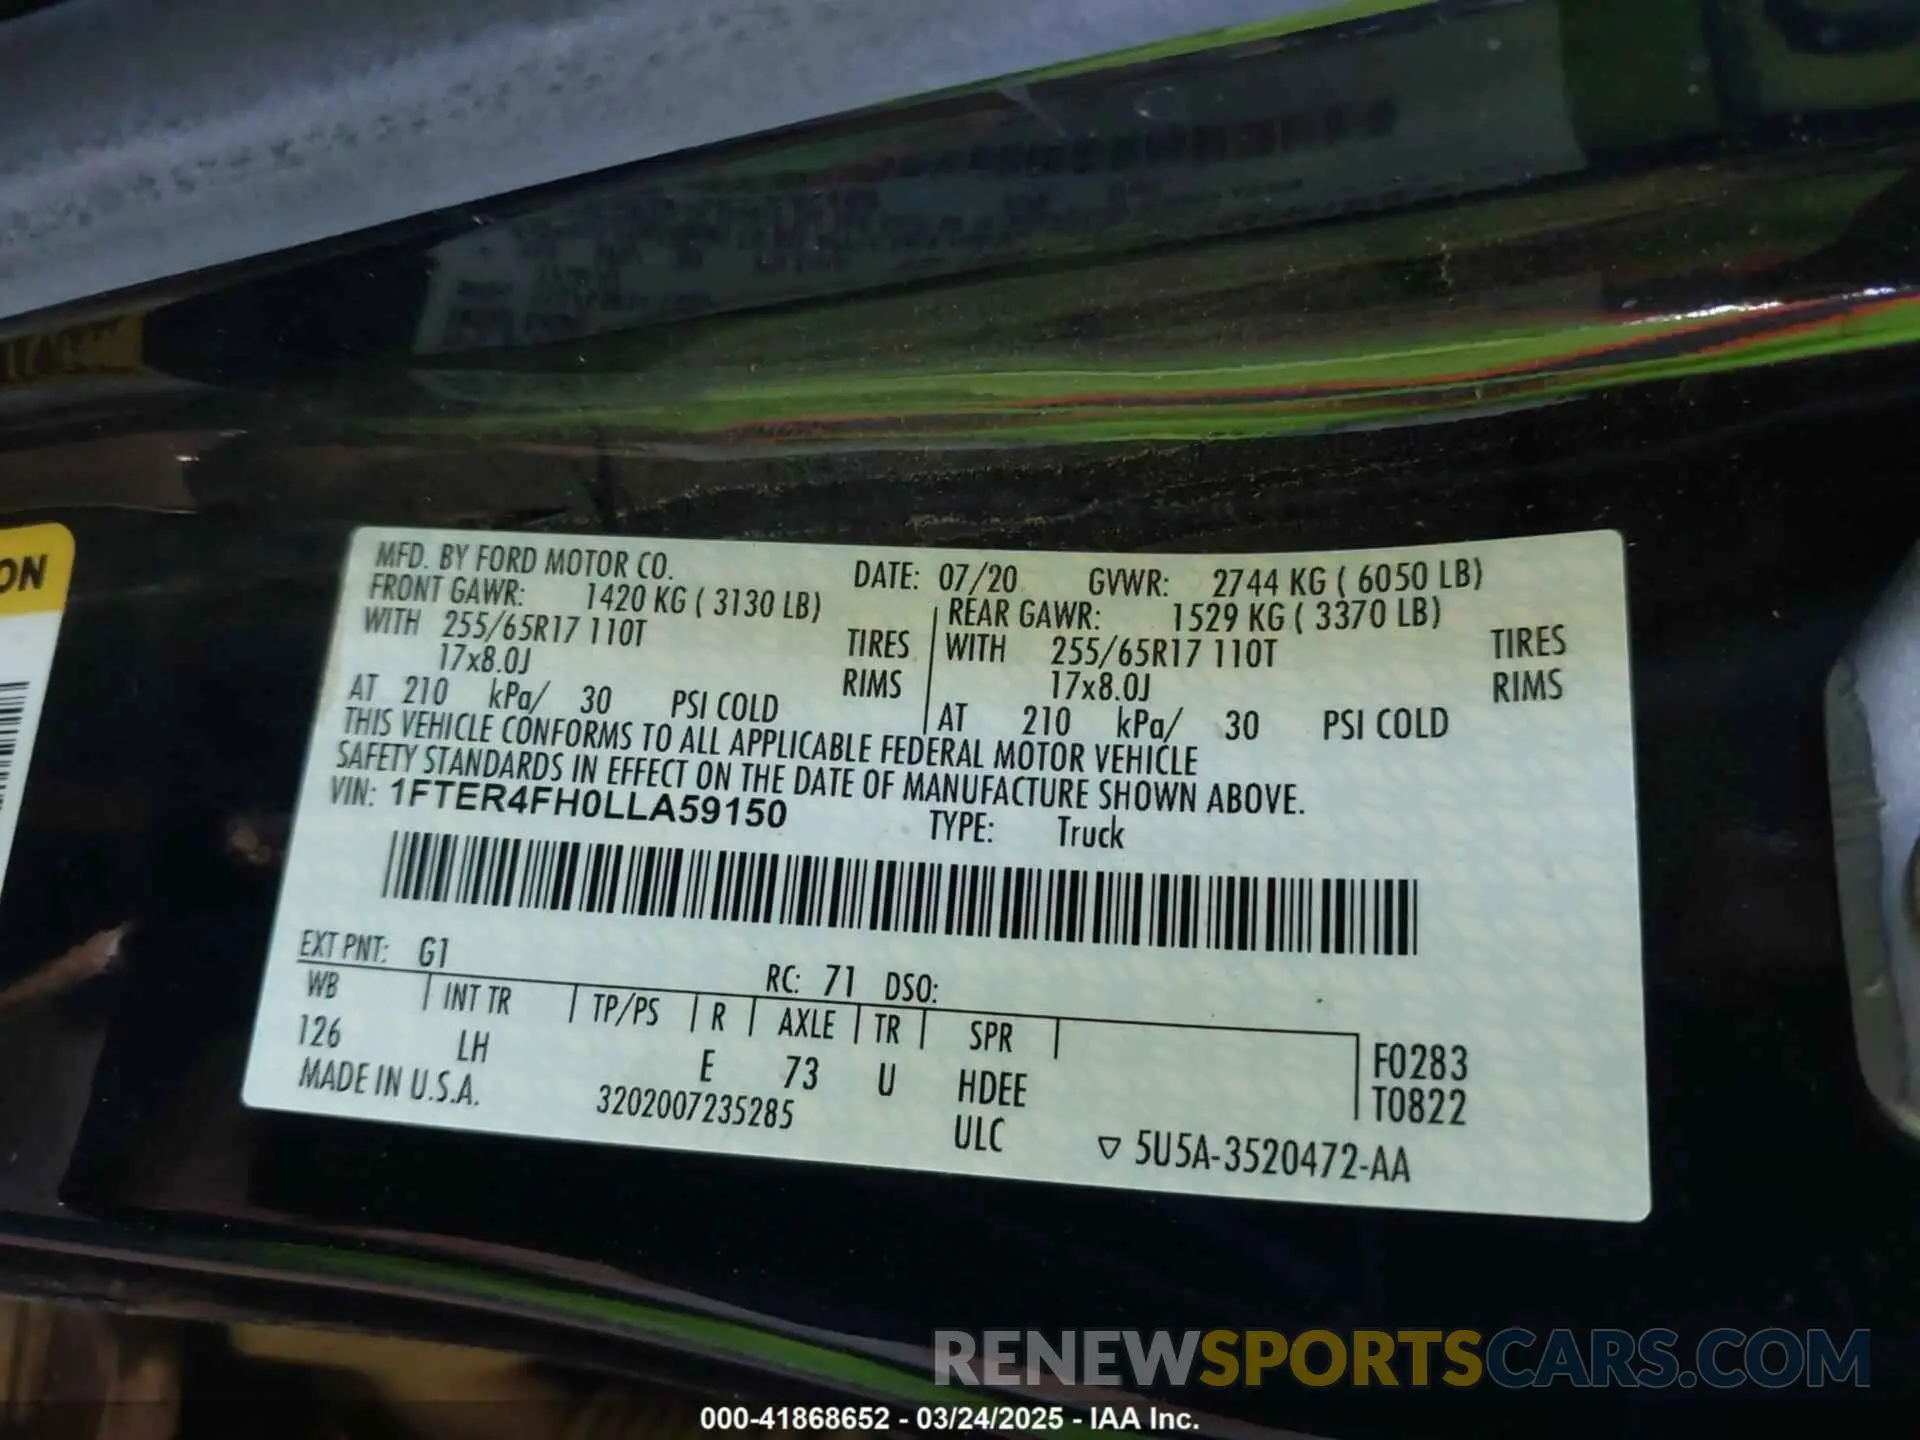 ON
MFD. BY FORD MOTOR CO. DATE: 07/20 GVWR: 2744 KG ( 6050 LB)
FRONT GAWR: 1420 KG ( 3130 LB) REAR GAWR: 1529 KG ( 3370 LB)
WITH 255/65R17 110T TIRES WITH 255/65R17 110T TIRES
17x8.0J RIMS 17x8.0J RIMS
AT 210 kPa/ 30 PSI COLD AT 210 kPa/ 30 PSI COLD
THIS VEHICLE CONFORMS TO ALL APPLICABLE FEDERAL MOTOR VEHICLE
SAFETY STANDARDS IN EFFECT ON THE DATE OF MANUFACTURE SHOWN ABOVE.
VIN: 1FTER4FH0LLA59150 TYPE: Truck
EXT PNT: G1 RC: 71 DSO:
WB INT TR TP/PS R AXLE TR SPR
126 LH E 73 U HDEE F0283
MADE IN U.S.A. 3202007235285 ULC T0822
▽ 5U5A-3520472-AA
RENEWSPORTSCARS.COM
000-41868652 - 03/24/2025 - IAA Inc.